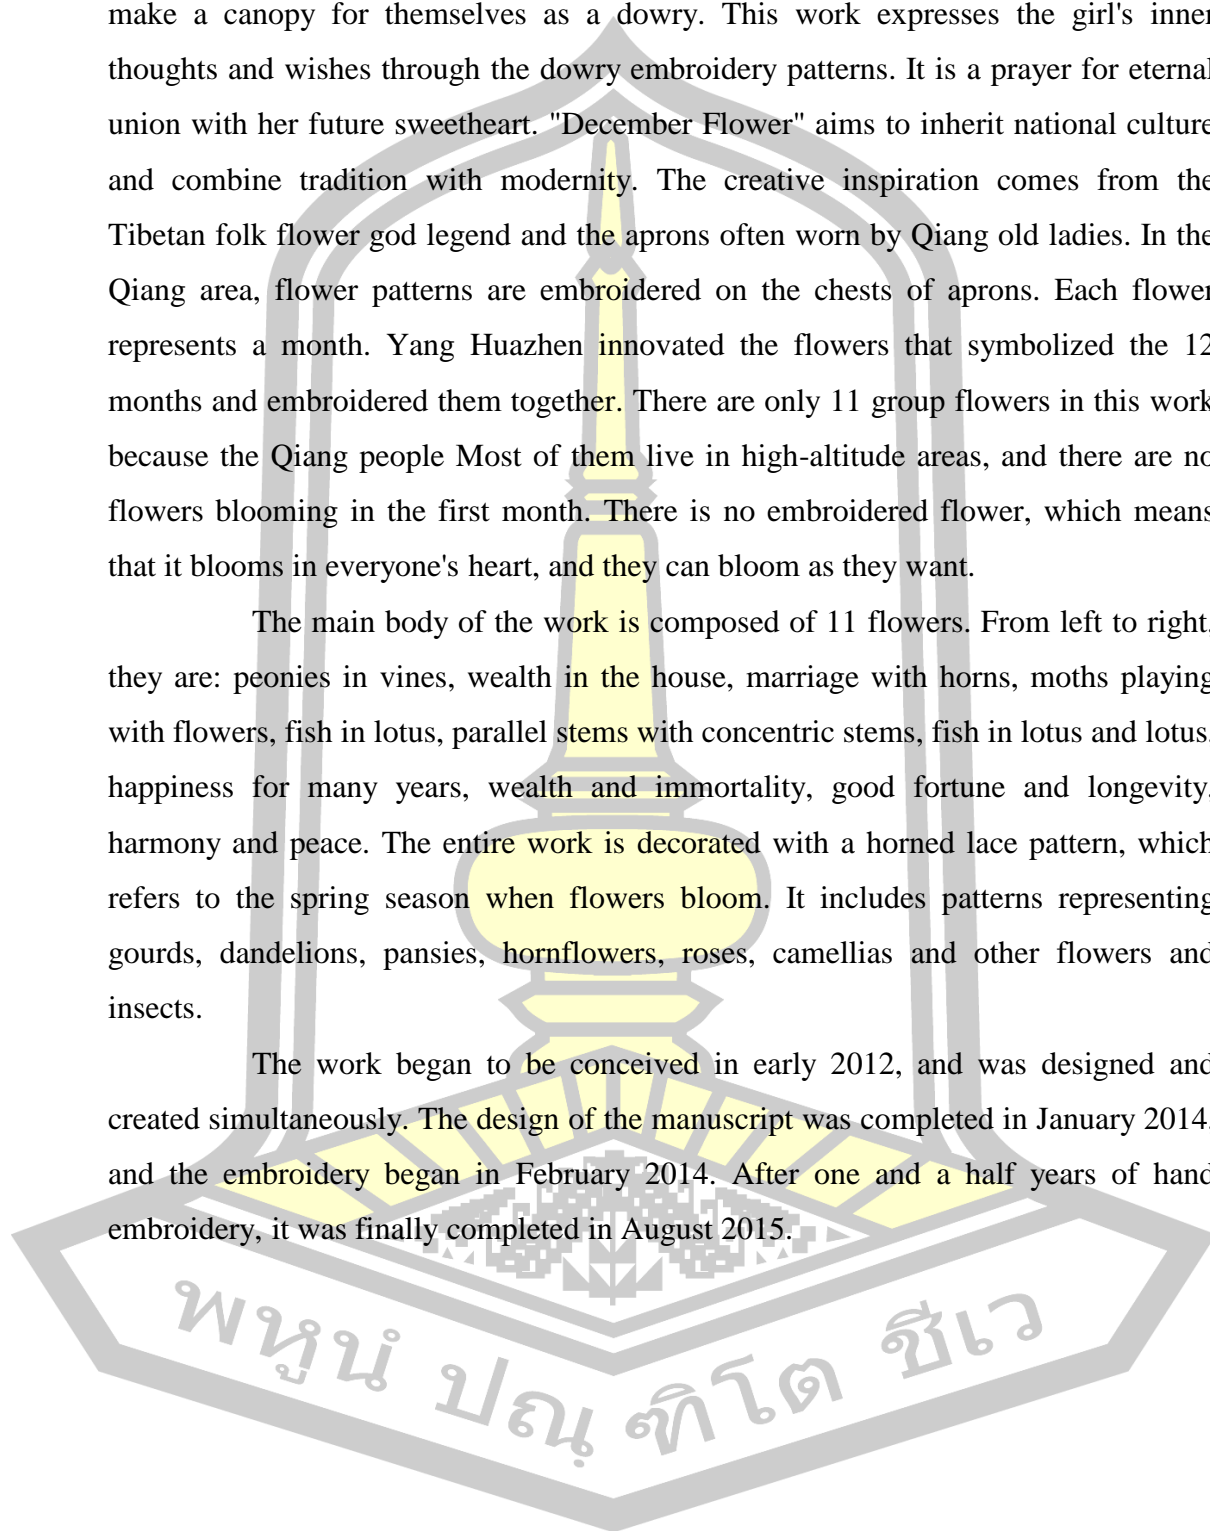 make a canopy for themselves as a dowry. This work expresses the girl's inner
thoughts and wishes through the dowry embroidery patterns. It is a prayer for eternal
union with her future sweetheart. "December Flower" aims to inherit national culture
and combine tradition with modernity. The creative inspiration comes from the
Tibetan folk flower god legend and the aprons often worn by Qiang old ladies. In the
Qiang area, flower patterns are embroidered on the chests of aprons. Each flower
represents a month. Yang Huazhen innovated the flowers that symbolized the 12
months and embroidered them together. There are only 11 group flowers in this work
because the Qiang people Most of them live in high-altitude areas, and there are no
flowers blooming in the first month. There is no embroidered flower, which means
that it blooms in everyone's heart, and they can bloom as they want.
The main body of the work is composed of 11 flowers. From left to right,
they are: peonies in vines, wealth in the house, marriage with horns, moths playing
with flowers, fish in lotus, parallel stems with concentric stems, fish in lotus and lotus,
happiness for many years, wealth and immortality, good fortune and longevity,
harmony and peace. The entire work is decorated with a horned lace pattern, which
refers to the spring season when flowers bloom. It includes patterns representing
gourds, dandelions, pansies, hornflowers, roses, camellias and other flowers and
insects.
The work began to be conceived in early 2012, and was designed and
created simultaneously. The design of the manuscript was completed in January 2014,
and the embroidery began in February 2014. After one and a half years of hand
embroidery, it was finally completed in August 2015.
พหูนํ ปณฺฑิโต ชีเว